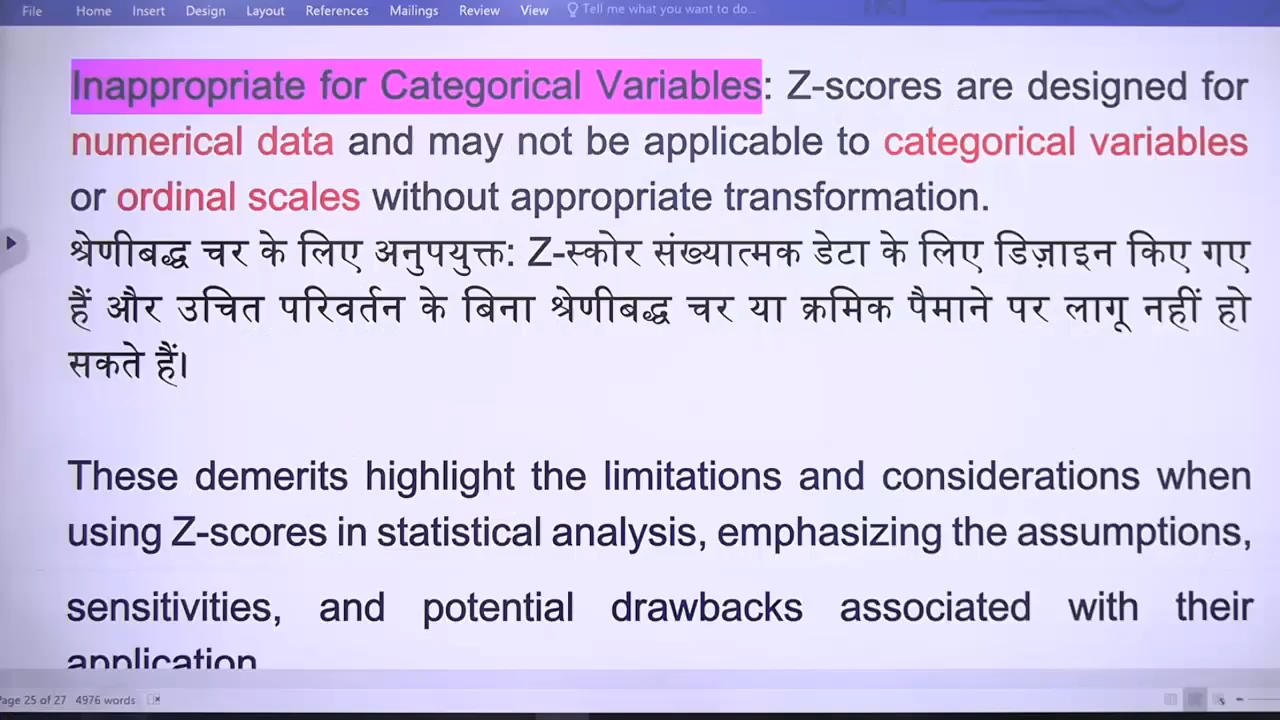 File Home Insert Design Layout References Mailings Review View Tell me what you want to do...
Inappropriate for Categorical Variables: Z-scores are designed for
numerical data and may not be applicable to categorical variables
or ordinal scales without appropriate transformation.
श्रेणीबद्ध चर के लिए अनुपयुक्त: Z-स्कोर संख्यात्मक डेटा के लिए डिज़ाइन किए गए
हैं और उचित परिवर्तन के बिना श्रेणीबद्ध चर या क्रमिक पैमाने पर लागू नहीं हो
सकते हैं।
These demerits highlight the limitations and considerations when
using Z-scores in statistical analysis, emphasizing the assumptions,
sensitivities, and potential drawbacks associated with their
application
Page 25 of 27 4976 words